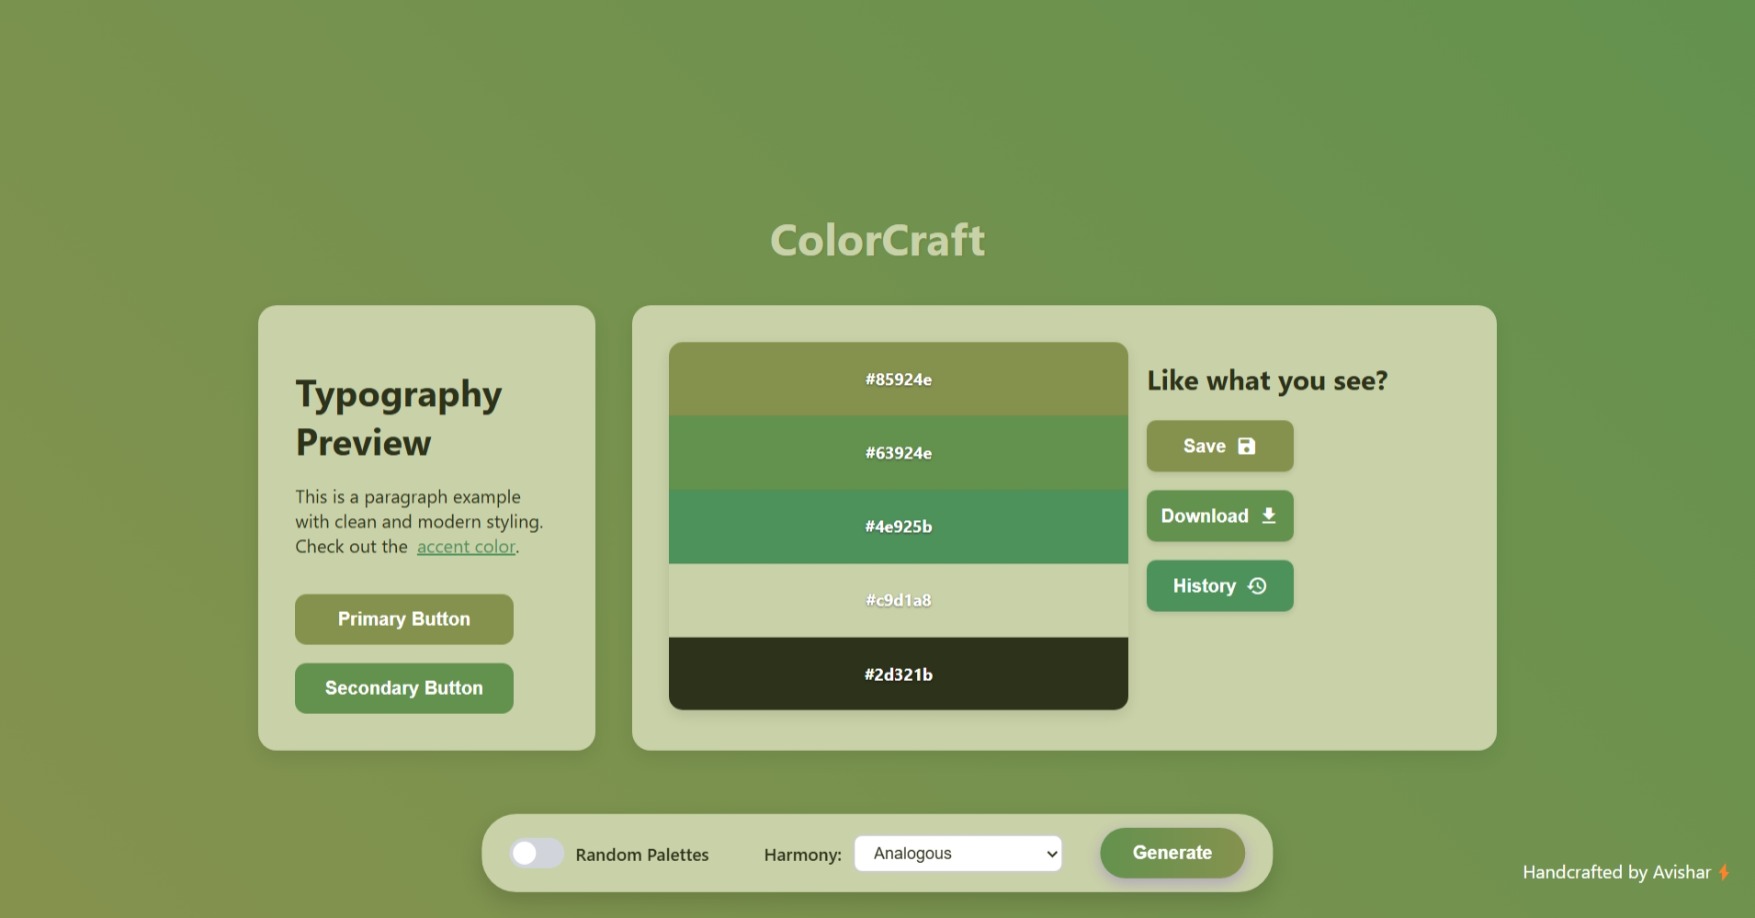 ColorCraft
Typography
Preview
This is a paragraph example
with clean and modern styling.
Check out the accent color.
Primary Button
Secondary Button
#85924e
#63924e
#4e925b
#c9d1a8
#2d321b
Like what you see?
Save
Download
History
Random Palettes
Harmony:
Analogous
Generate
Handcrafted by Avishar